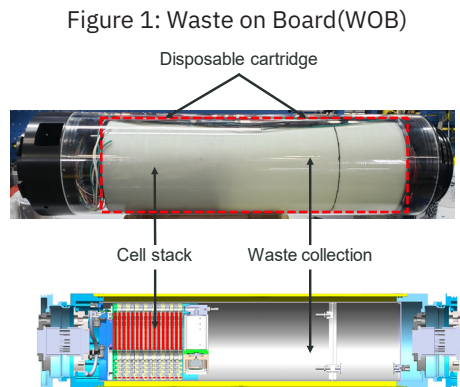 Figure 1: Waste on Board(WOB)
Disposable cartridge
Cell stack
Waste collection